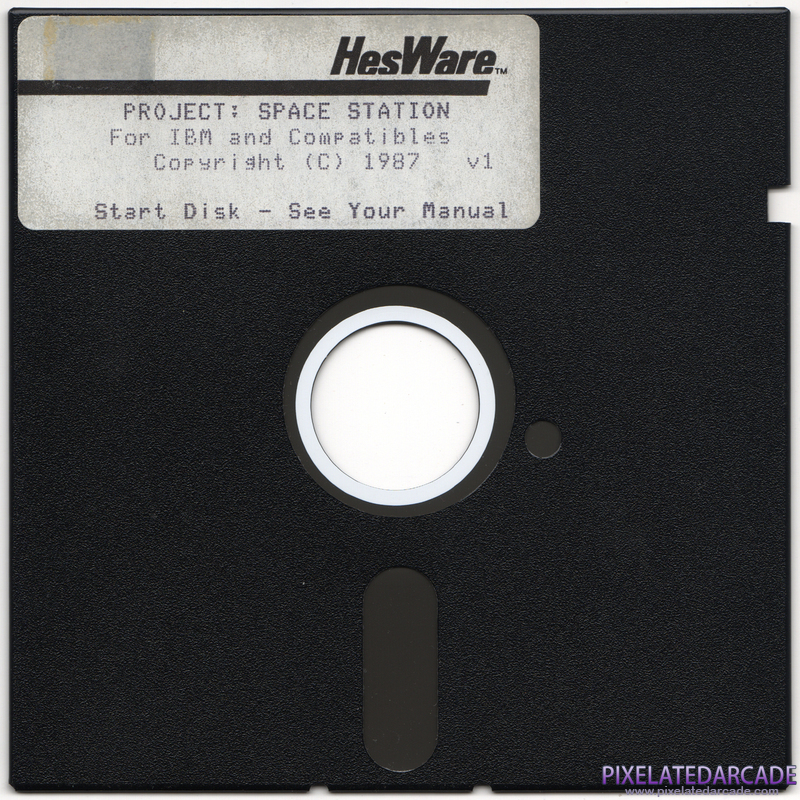 HesWare™
PROJECT: SPACE STATION
For IBM and Compatibles
Copyright (C) 1987 v1
Start Disk - See Your Manual
PIXELATEDARCADE
www.pixelatedarcade.com